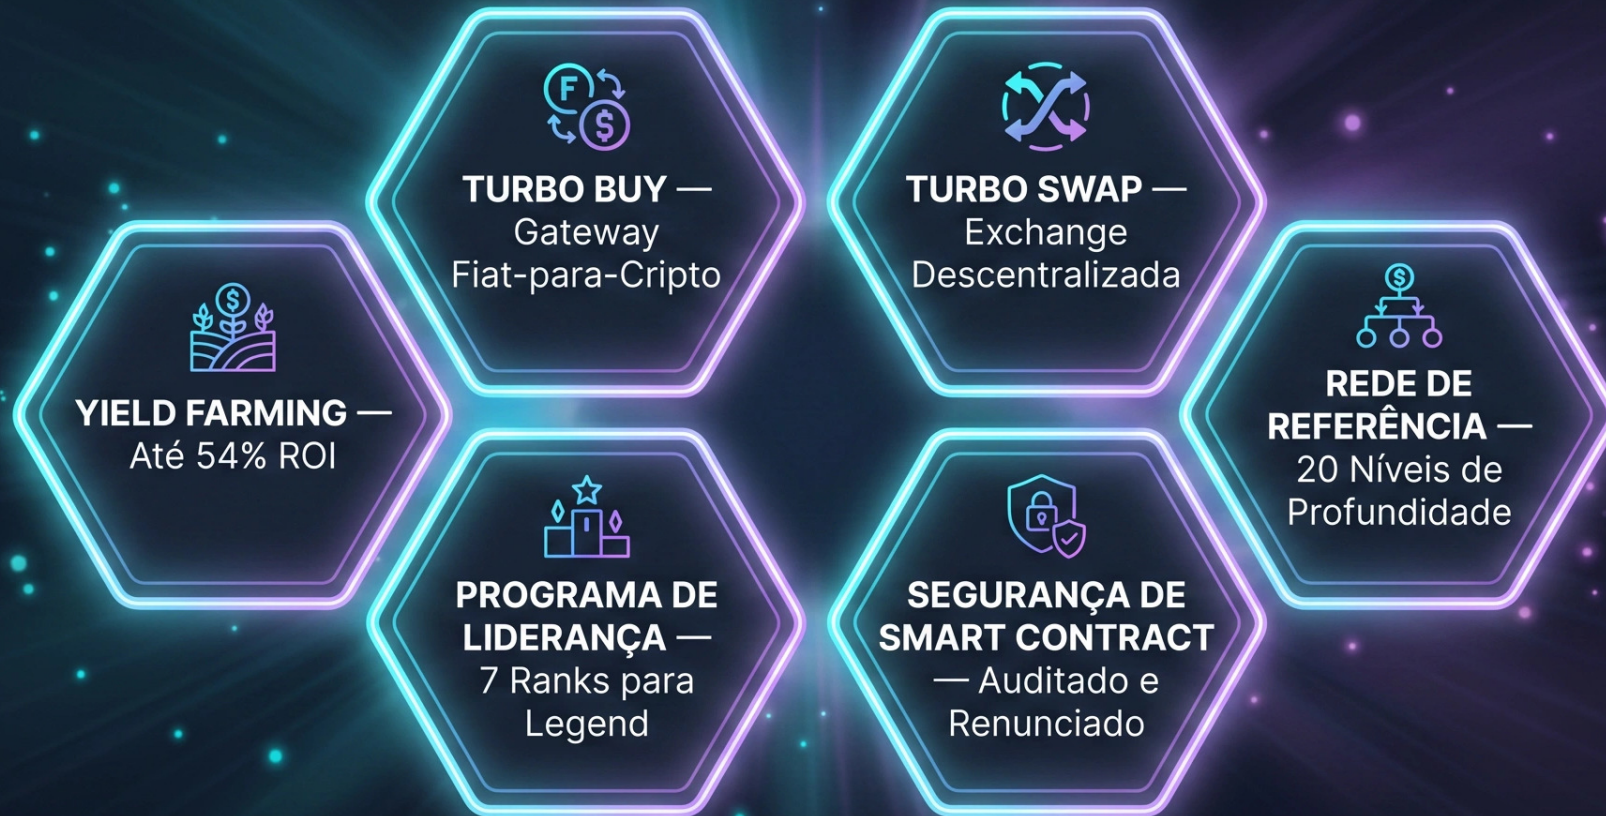 TURBO BUY —
Gateway
Fiat-para-Cripto
TURBO SWAP —
Exchange
Descentralizada
YIELD FARMING —
Até 54% ROI
REDE DE
REFERÊNCIA —
20 Níveis de
Profundidade
PROGRAMA DE
LIDERANÇA —
7 Ranks para
Legend
SEGURANÇA DE
SMART CONTRACT
— Auditado e
Renunciado